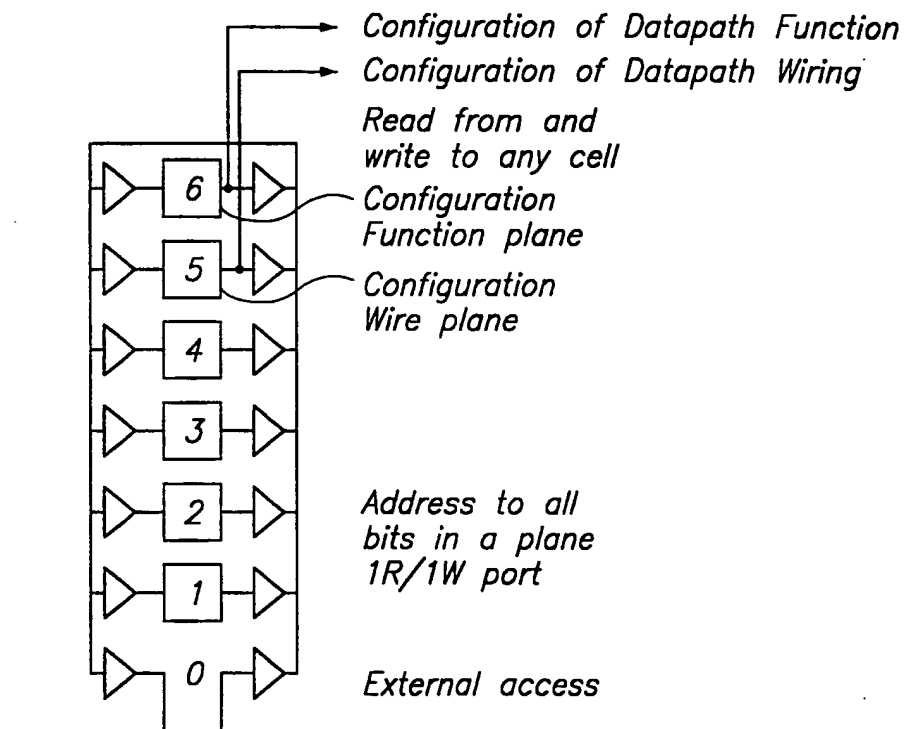 Configuration of Datapath Function
Configuration of Datapath Wiring
Read from and
write to any cell
6
Configuration
Function plane
5
Configuration
Wire plane
4
3
2
Address to all
bits in a plane
1R/1W port
1
0
External access